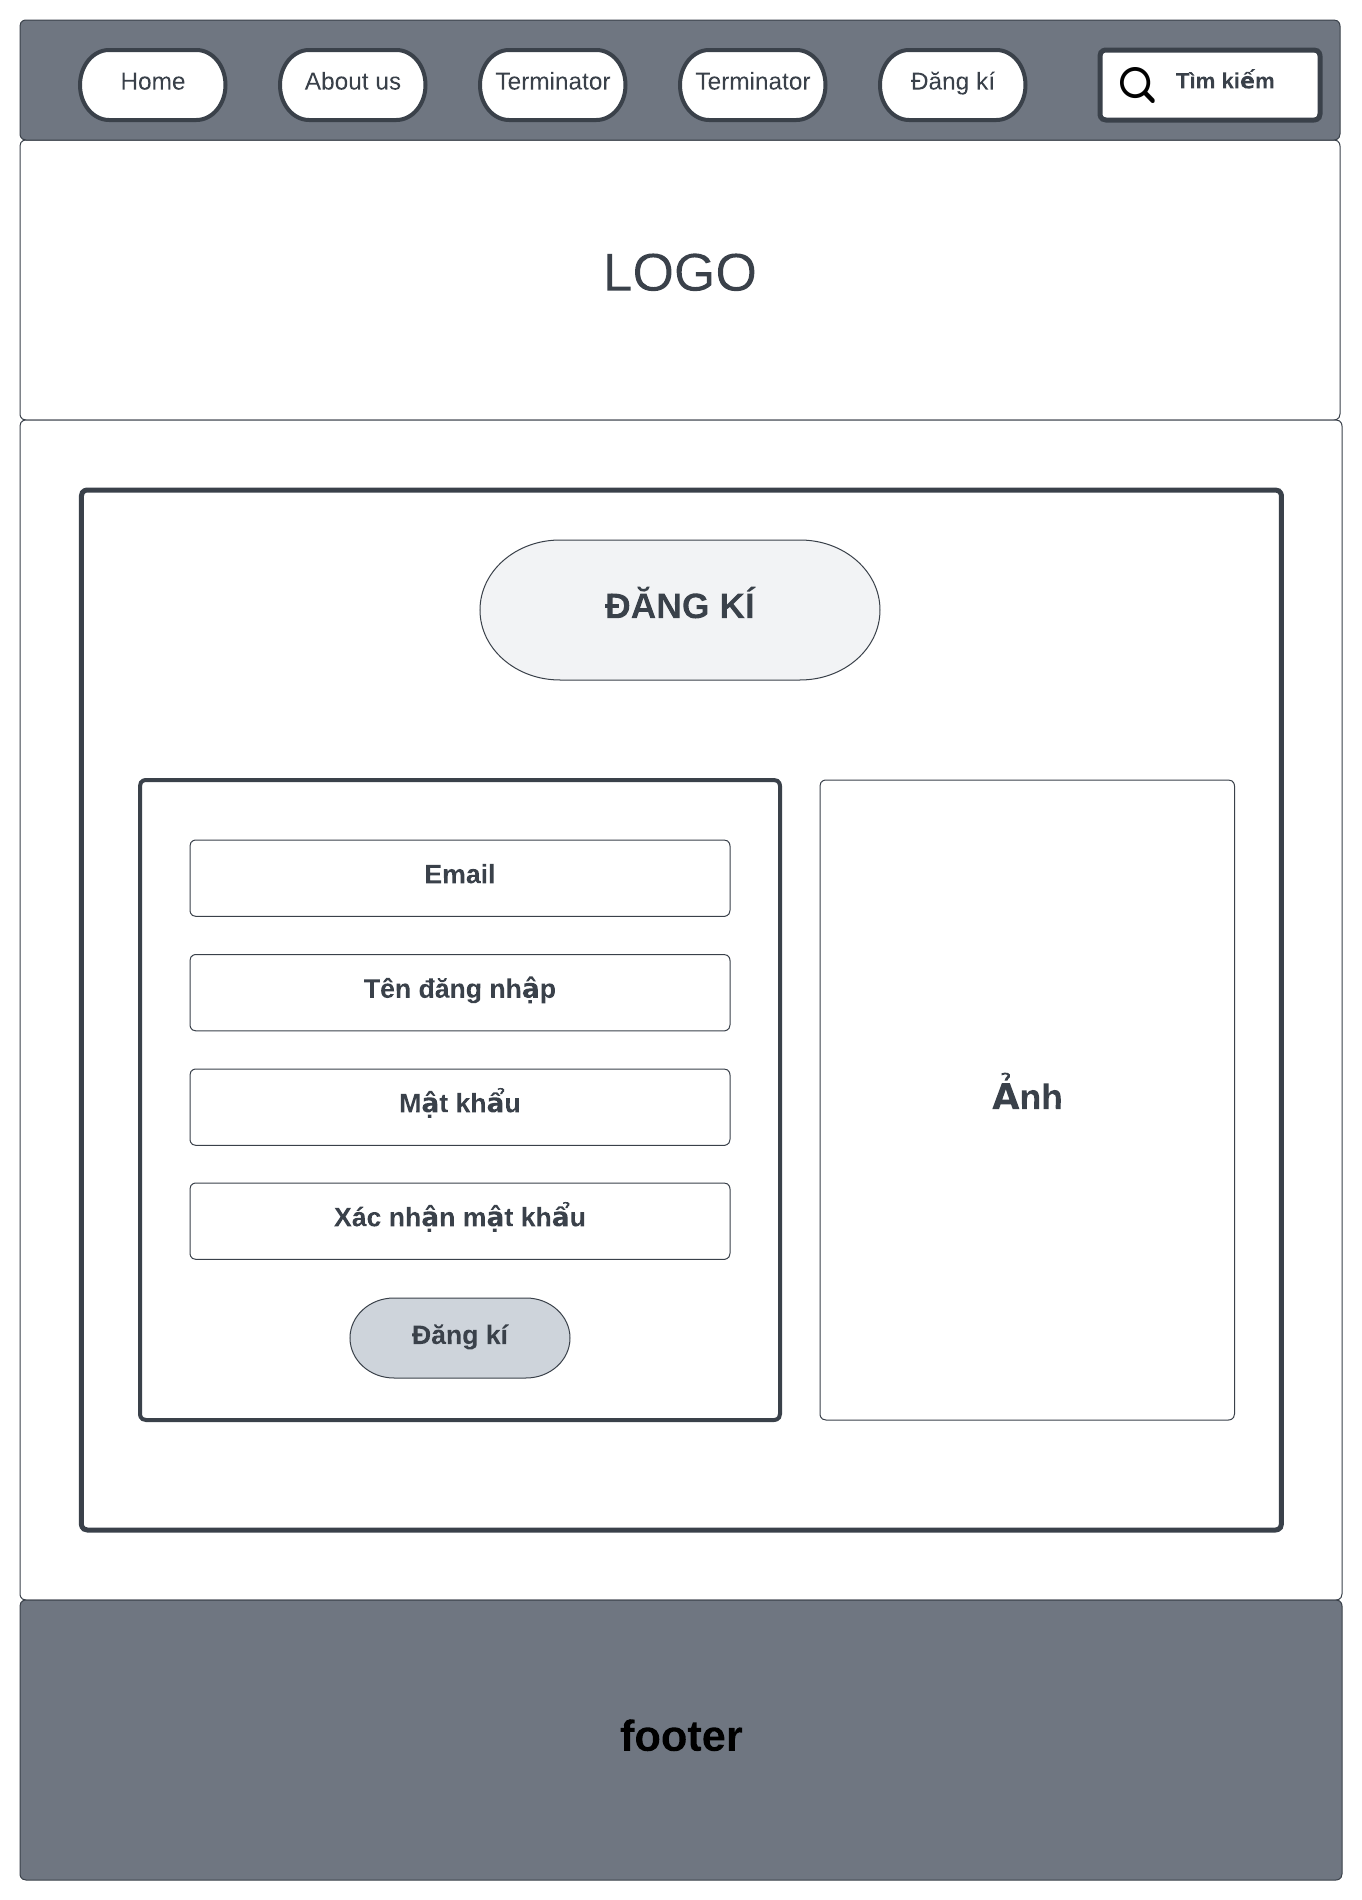 Home
About us
Terminator
Terminator
Đăng kí
Tìm kiếm
LOGO
ĐĂNG KÍ
Email
Tên đăng nhập
Mật khẩu
Xác nhận mật khẩu
Đăng kí
Ảnh
footer